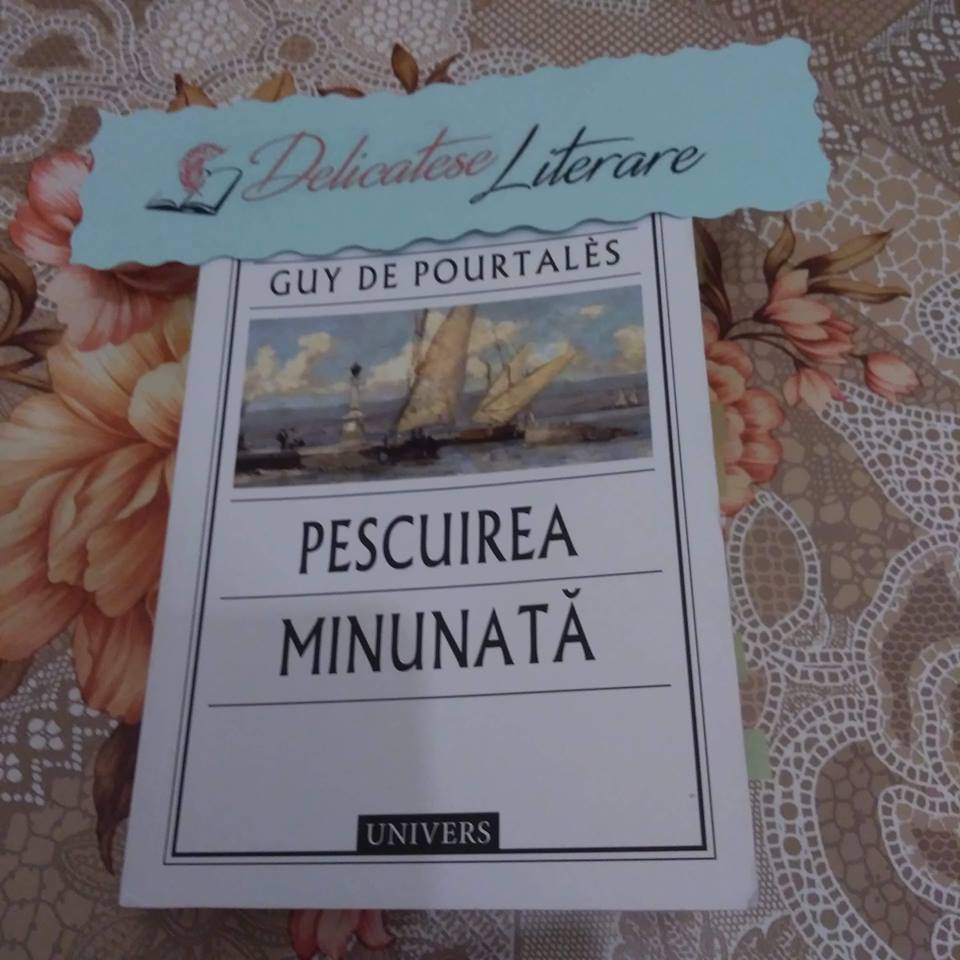 Delicatese Literare
GUY DE POURTALÈS
PESCUIREA
MINUNATĂ
UNIVERS